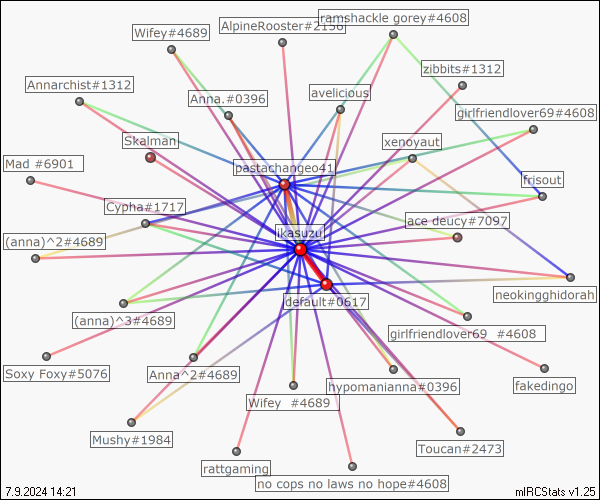 ramshackle gorey#4608
AlpineRooster#2156
Wifey#4689
zibbits#1312
Annarchist#1312
avelicious
Anna.#0396
girlfriendlover69#4608
Skalman
xenoyaut
Mad #6901
pastachangeo41
frisout
Cypha#1717
ace deucy#7097
ikasuzu
(anna)^2#4689
neokingghidorah
default#0617
(anna)^3#4689
girlfriendlover69 #4608
Soxy Foxy#5076
Anna^2#4689
hypomanianna#0396
fakedingo
Wifey #4689
Mushy#1984
Toucan#2473
rattgaming
no cops no laws no hope#4608
7.9.2024 14:21
mIRCStats v1.25